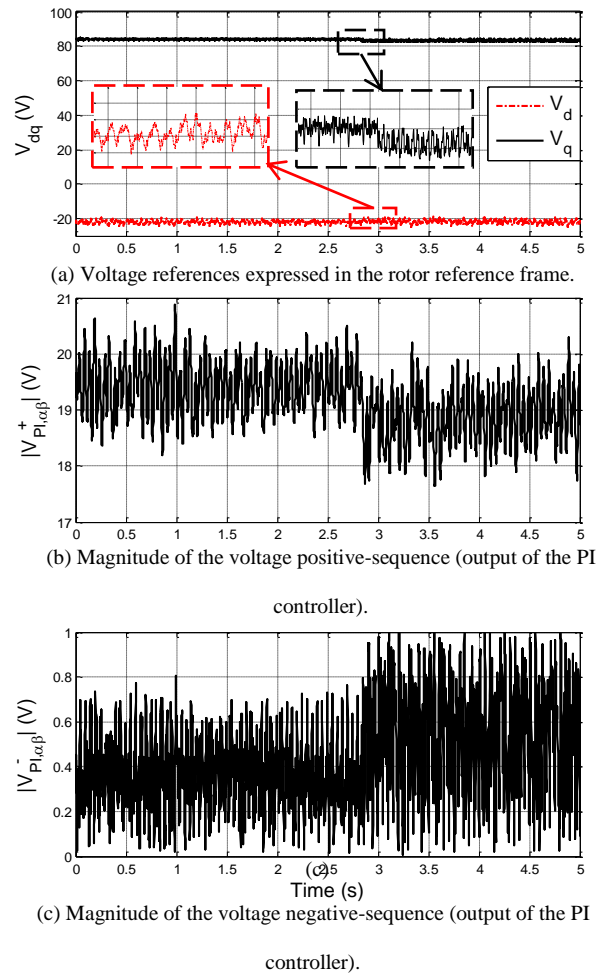 100
80
60
40
20
0
-20
V_dq (V)
V_d
V_q
0 0.5 1 1.5 2 2.5 3 3.5 4 4.5 5
(a) Voltage references expressed in the rotor reference frame.
21
20
19
18
17
|V⁺_PI,αβ| (V)
0 0.5 1 1.5 2 2.5 3 3.5 4 4.5 5
(b) Magnitude of the voltage positive-sequence (output of the PI
controller).
1
0.8
0.6
0.4
0.2
0
|V⁻_PI,αβ| (V)
0 0.5 1 1.5 2 2.5 3 3.5 4 4.5 5
(c)
Time (s)
(c) Magnitude of the voltage negative-sequence (output of the PI
controller).